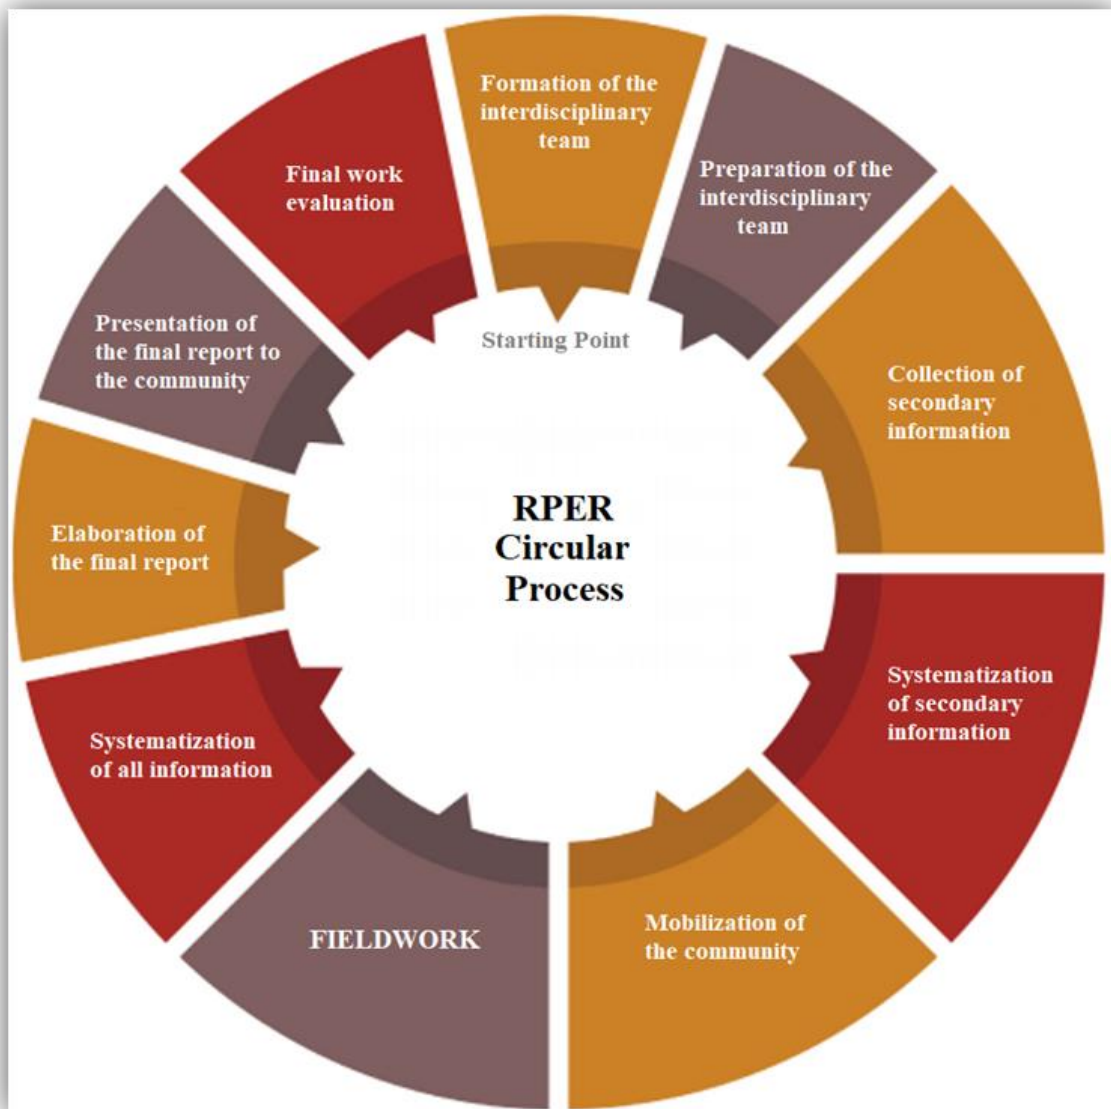 Formation of the
interdisciplinary
team
Preparation of the
interdisciplinary
team
Collection of
secondary
information
Systematization
of secondary
information
Mobilization of
the community
FIELDWORK
Systematization
of all information
Elaboration of
the final report
Presentation of
the final report to
the community
Final work
evaluation
Starting Point
RPER
Circular
Process